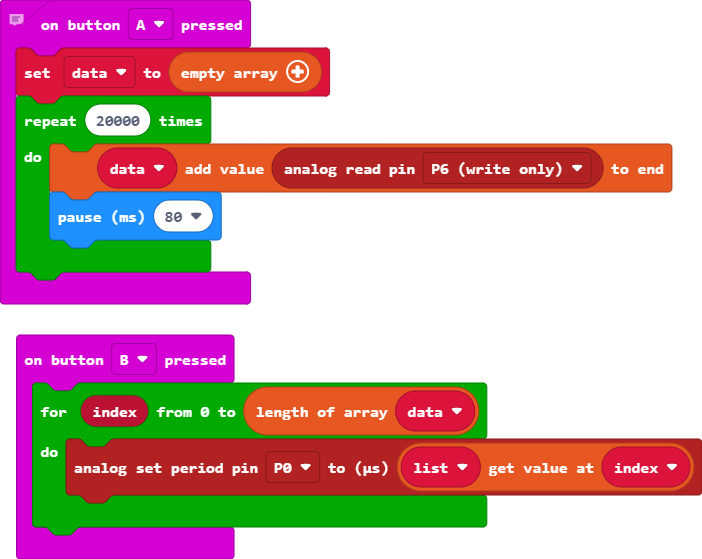 on button A pressed
set data to empty array
repeat 20000 times
do
data add value analog read pin P6 (write only) to end
pause (ms) 80
on button B pressed
for index from 0 to length of array data
do
analog set period pin P0 to (µs) list get value at index